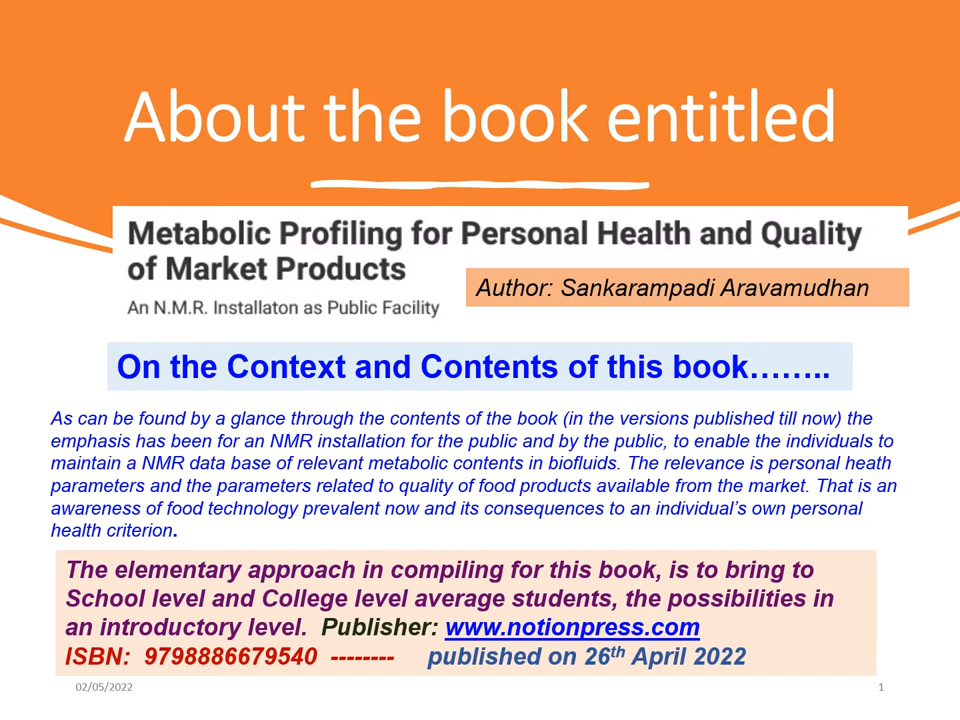 About the book entitled
Metabolic Profiling for Personal Health and Quality
of Market Products
An N.M.R. Installaton as Public Facility
Author: Sankarampadi Aravamudhan
On the Context and Contents of this book……..
As can be found by a glance through the contents of the book (in the versions published till now) the
emphasis has been for an NMR installation for the public and by the public, to enable the individuals to
maintain a NMR data base of relevant metabolic contents in biofluids. The relevance is personal heath
parameters and the parameters related to quality of food products available from the market. That is an
awareness of food technology prevalent now and its consequences to an individual’s own personal
health criterion.
The elementary approach in compiling for this book, is to bring to
School level and College level average students, the possibilities in
an introductory level. Publisher: www.notionpress.com
ISBN: 9798886679540 -------- published on 26th April 2022
02/05/2022
1